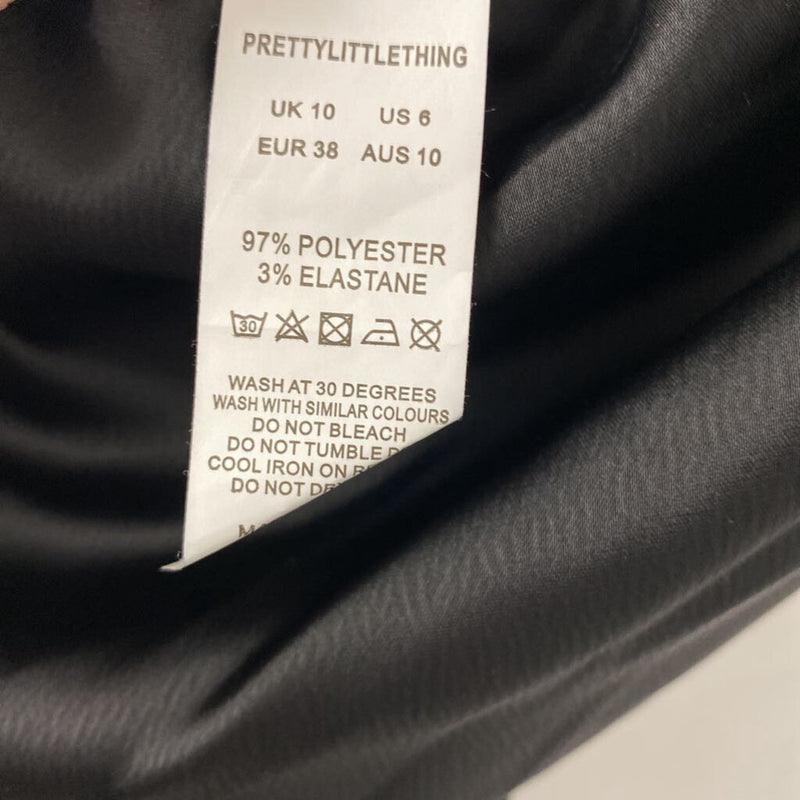 PRETTYLITTLETHING
UK 10 US 6
EUR 38 AUS 10
97% POLYESTER
3% ELASTANE
30
WASH AT 30 DEGREES
WASH WITH SIMILAR COLOURS
DO NOT BLEACH
DO NOT TUMBLE
COOL IRON ON
DO NOT